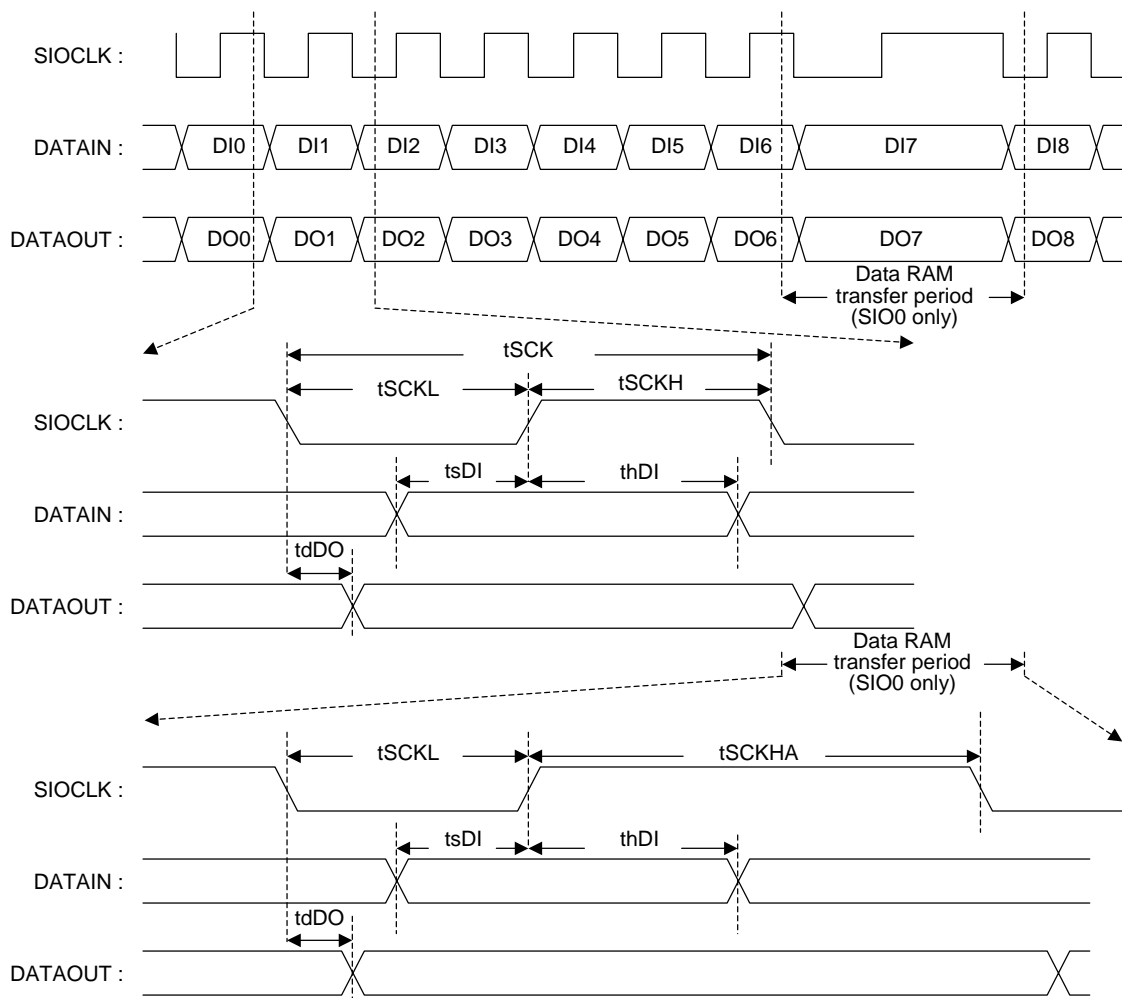 SIOCLK :
DATAIN : DI0 DI1 DI2 DI3 DI4 DI5 DI6 DI7 DI8
DATAOUT : DO0 DO1 DO2 DO3 DO4 DO5 DO6 DO7 DO8
Data RAM
transfer period
(SIO0 only)
tSCK
tSCKL tSCKH
SIOCLK :
tsDI thDI
DATAIN :
tdDO
DATAOUT :
Data RAM
transfer period
(SIO0 only)
tSCKL tSCKHA
SIOCLK :
tsDI thDI
DATAIN :
tdDO
DATAOUT :